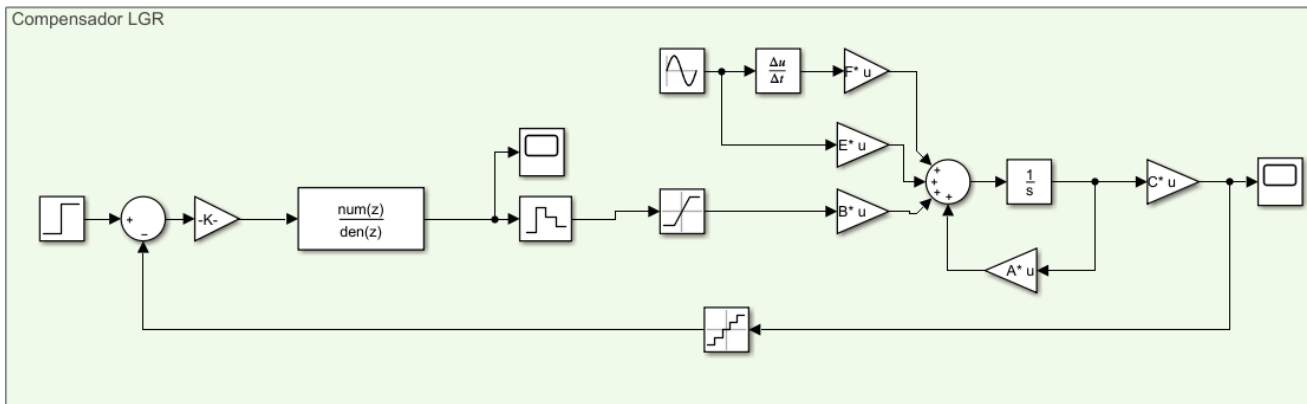 Compensador LGR
Δu
Δt
F* u
E* u
+
+
+
+
1
s
C* u
+
−
-K-
num(z)
den(z)
B* u
A* u